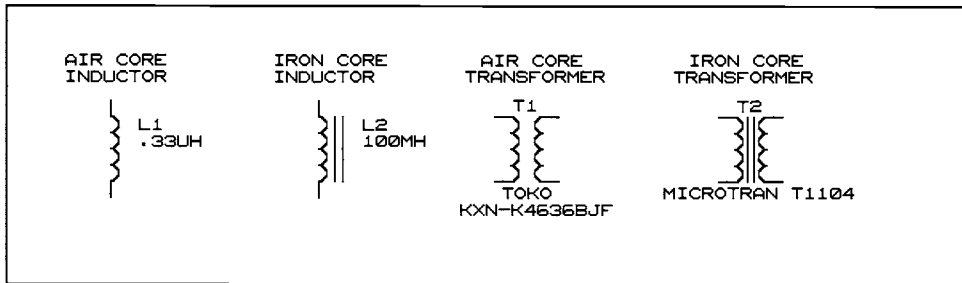 AIR CORE
INDUCTOR
L1
.33UH
IRON CORE
INDUCTOR
L2
100MH
AIR CORE
TRANSFORMER
T1
TOKO
KXN-K4636BJF
IRON CORE
TRANSFORMER
T2
MICROTRAN T1104